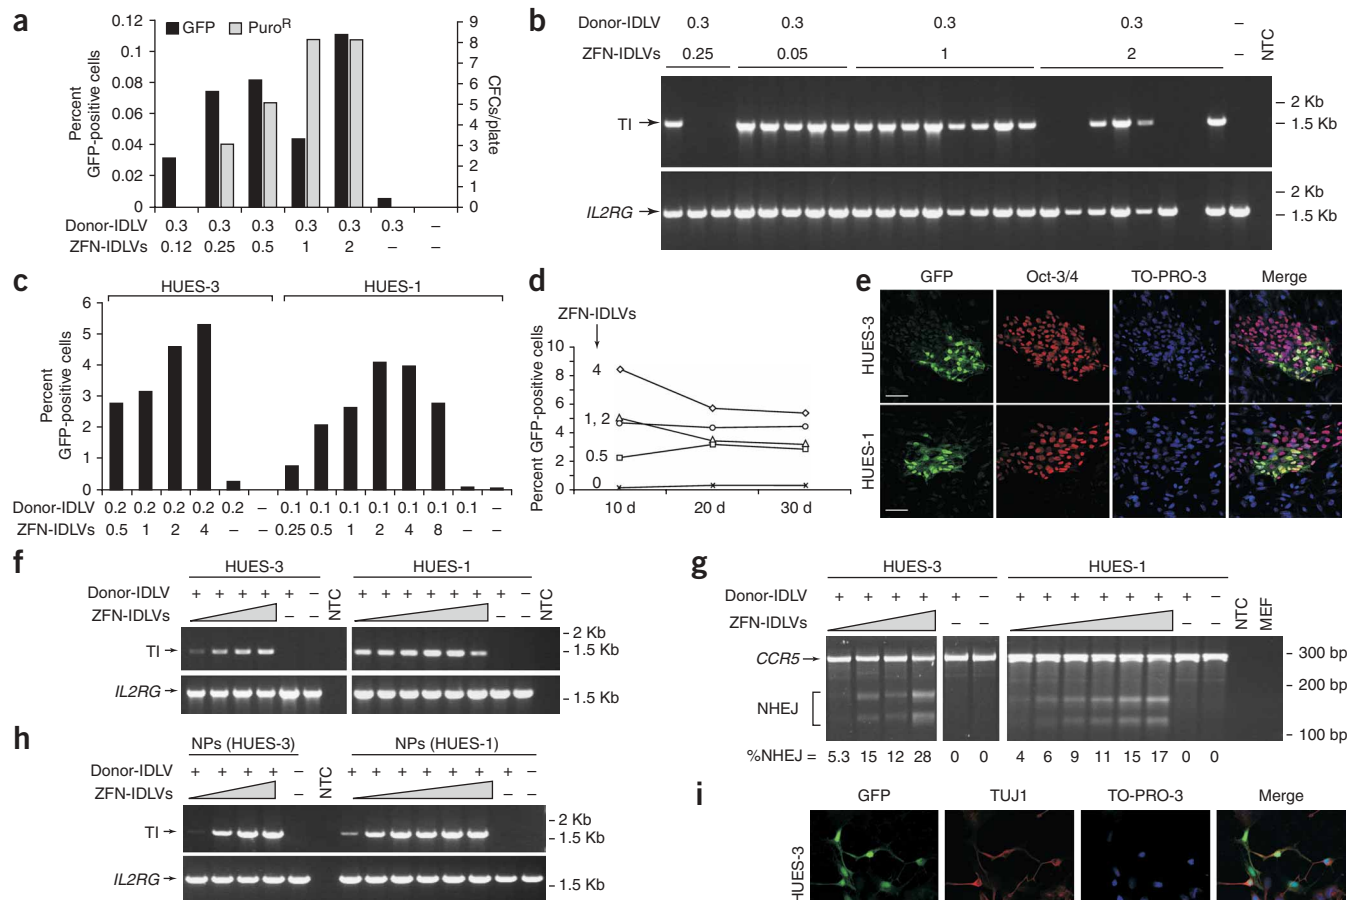 a
GFP PuroR
Percent GFP-positive cells
0.12
0.1
0.08
0.06
0.04
0.02
0
9
8
7
6
5
4
3
2
1
0
CFCs/plate
Donor-IDLV 0.3 0.3 0.3 0.3 0.3 0.3 –
ZFN-IDLVs 0.12 0.25 0.5 1 2 – –
b
Donor-IDLV 0.3 0.3 0.3 0.3 –
ZFN-IDLVs 0.25 0.05 1 2 – NTC
TI
- 2 Kb
- 1.5 Kb
IL2RG
- 2 Kb
- 1.5 Kb
c
HUES-3 HUES-1
Percent GFP-positive cells
6
5
4
3
2
1
0
Donor-IDLV 0.2 0.2 0.2 0.2 0.2 – 0.1 0.1 0.1 0.1 0.1 0.1 0.1 –
ZFN-IDLVs 0.5 1 2 4 – – 0.25 0.5 1 2 4 8 – –
d
ZFN-IDLVs
Percent GFP-positive cells
10
8
6
4
2
0
4
1, 2
0.5
0
10 d 20 d 30 d
e
GFP Oct-3/4 TO-PRO-3 Merge
HUES-3
HUES-1
f
HUES-3 HUES-1
Donor-IDLV + + + + + – NTC + + + + + + + – NTC
ZFN-IDLVs – – – –
TI
- 2 Kb
- 1.5 Kb
IL2RG
- 1.5 Kb
g
HUES-3 HUES-1
Donor-IDLV + + + + + – + + + + + + + – NTC MEF
ZFN-IDLVs – – – –
CCR5
NHEJ
- 300 bp
- 200 bp
- 100 bp
%NHEJ = 5.3 15 12 28 0 0 4 6 9 11 15 17 0 0
h
NPs (HUES-3) NPs (HUES-1)
Donor-IDLV + + + + – NTC + + + + + + + –
ZFN-IDLVs – – –
TI
- 2 Kb
- 1.5 Kb
IL2RG
- 1.5 Kb
i
GFP TUJ1 TO-PRO-3 Merge
HUES-3